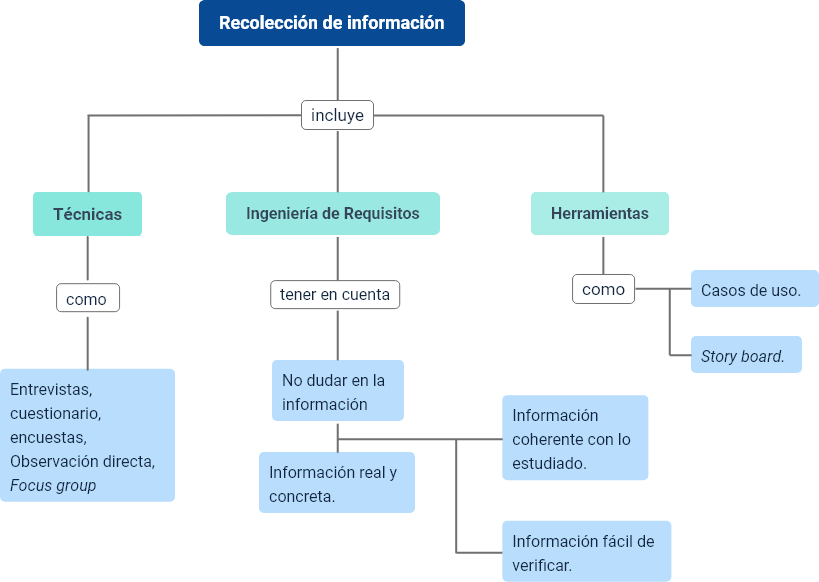 Recolección de información
incluye
Técnicas
Ingeniería de Requisitos
Herramientas
como
tener en cuenta
como
Casos de uso.
Story board.
Entrevistas,
cuestionario,
encuestas,
Observación directa,
Focus group
No dudar en la
información
Información real y
concreta.
Información
coherente con lo
estudiado.
Información fácil de
verificar.